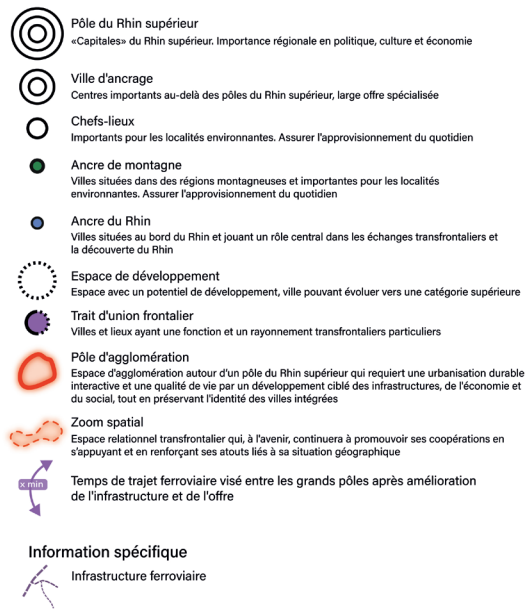 Pôle du Rhin supérieur
«Capitales» du Rhin supérieur. Importance régionale en politique, culture et économie
Ville d'ancrage
Centres importants au-delà des pôles du Rhin supérieur, large offre spécialisée
Chefs-lieux
Importants pour les localités environnantes. Assurer l'approvisionnement du quotidien
Ancre de montagne
Villes situées dans des régions montagneuses et importantes pour les localités
environnantes. Assurer l'approvisionnement du quotidien
Ancre du Rhin
Villes situées au bord du Rhin et jouant un rôle central dans les échanges transfrontaliers et
la découverte du Rhin
Espace de développement
Espace avec un potentiel de développement, ville pouvant évoluer vers une catégorie supérieure
Trait d'union frontalier
Villes et lieux ayant une fonction et un rayonnement transfrontaliers particuliers
Pôle d'agglomération
Espace d'agglomération autour d'un pôle du Rhin supérieur qui requiert une urbanisation durable
interactive et une qualité de vie par un développement ciblé des infrastructures, de l'économie et
du social, tout en préservant l'identité des villes intégrées
Zoom spatial
Espace relationnel transfrontalier qui, à l'avenir, continuera à promouvoir ses coopérations en
s'appuyant et en renforçant ses atouts liés à sa situation géographique
x min
Temps de trajet ferroviaire visé entre les grands pôles après amélioration
de l'infrastructure et de l'offre
Information spécifique
Infrastructure ferroviaire